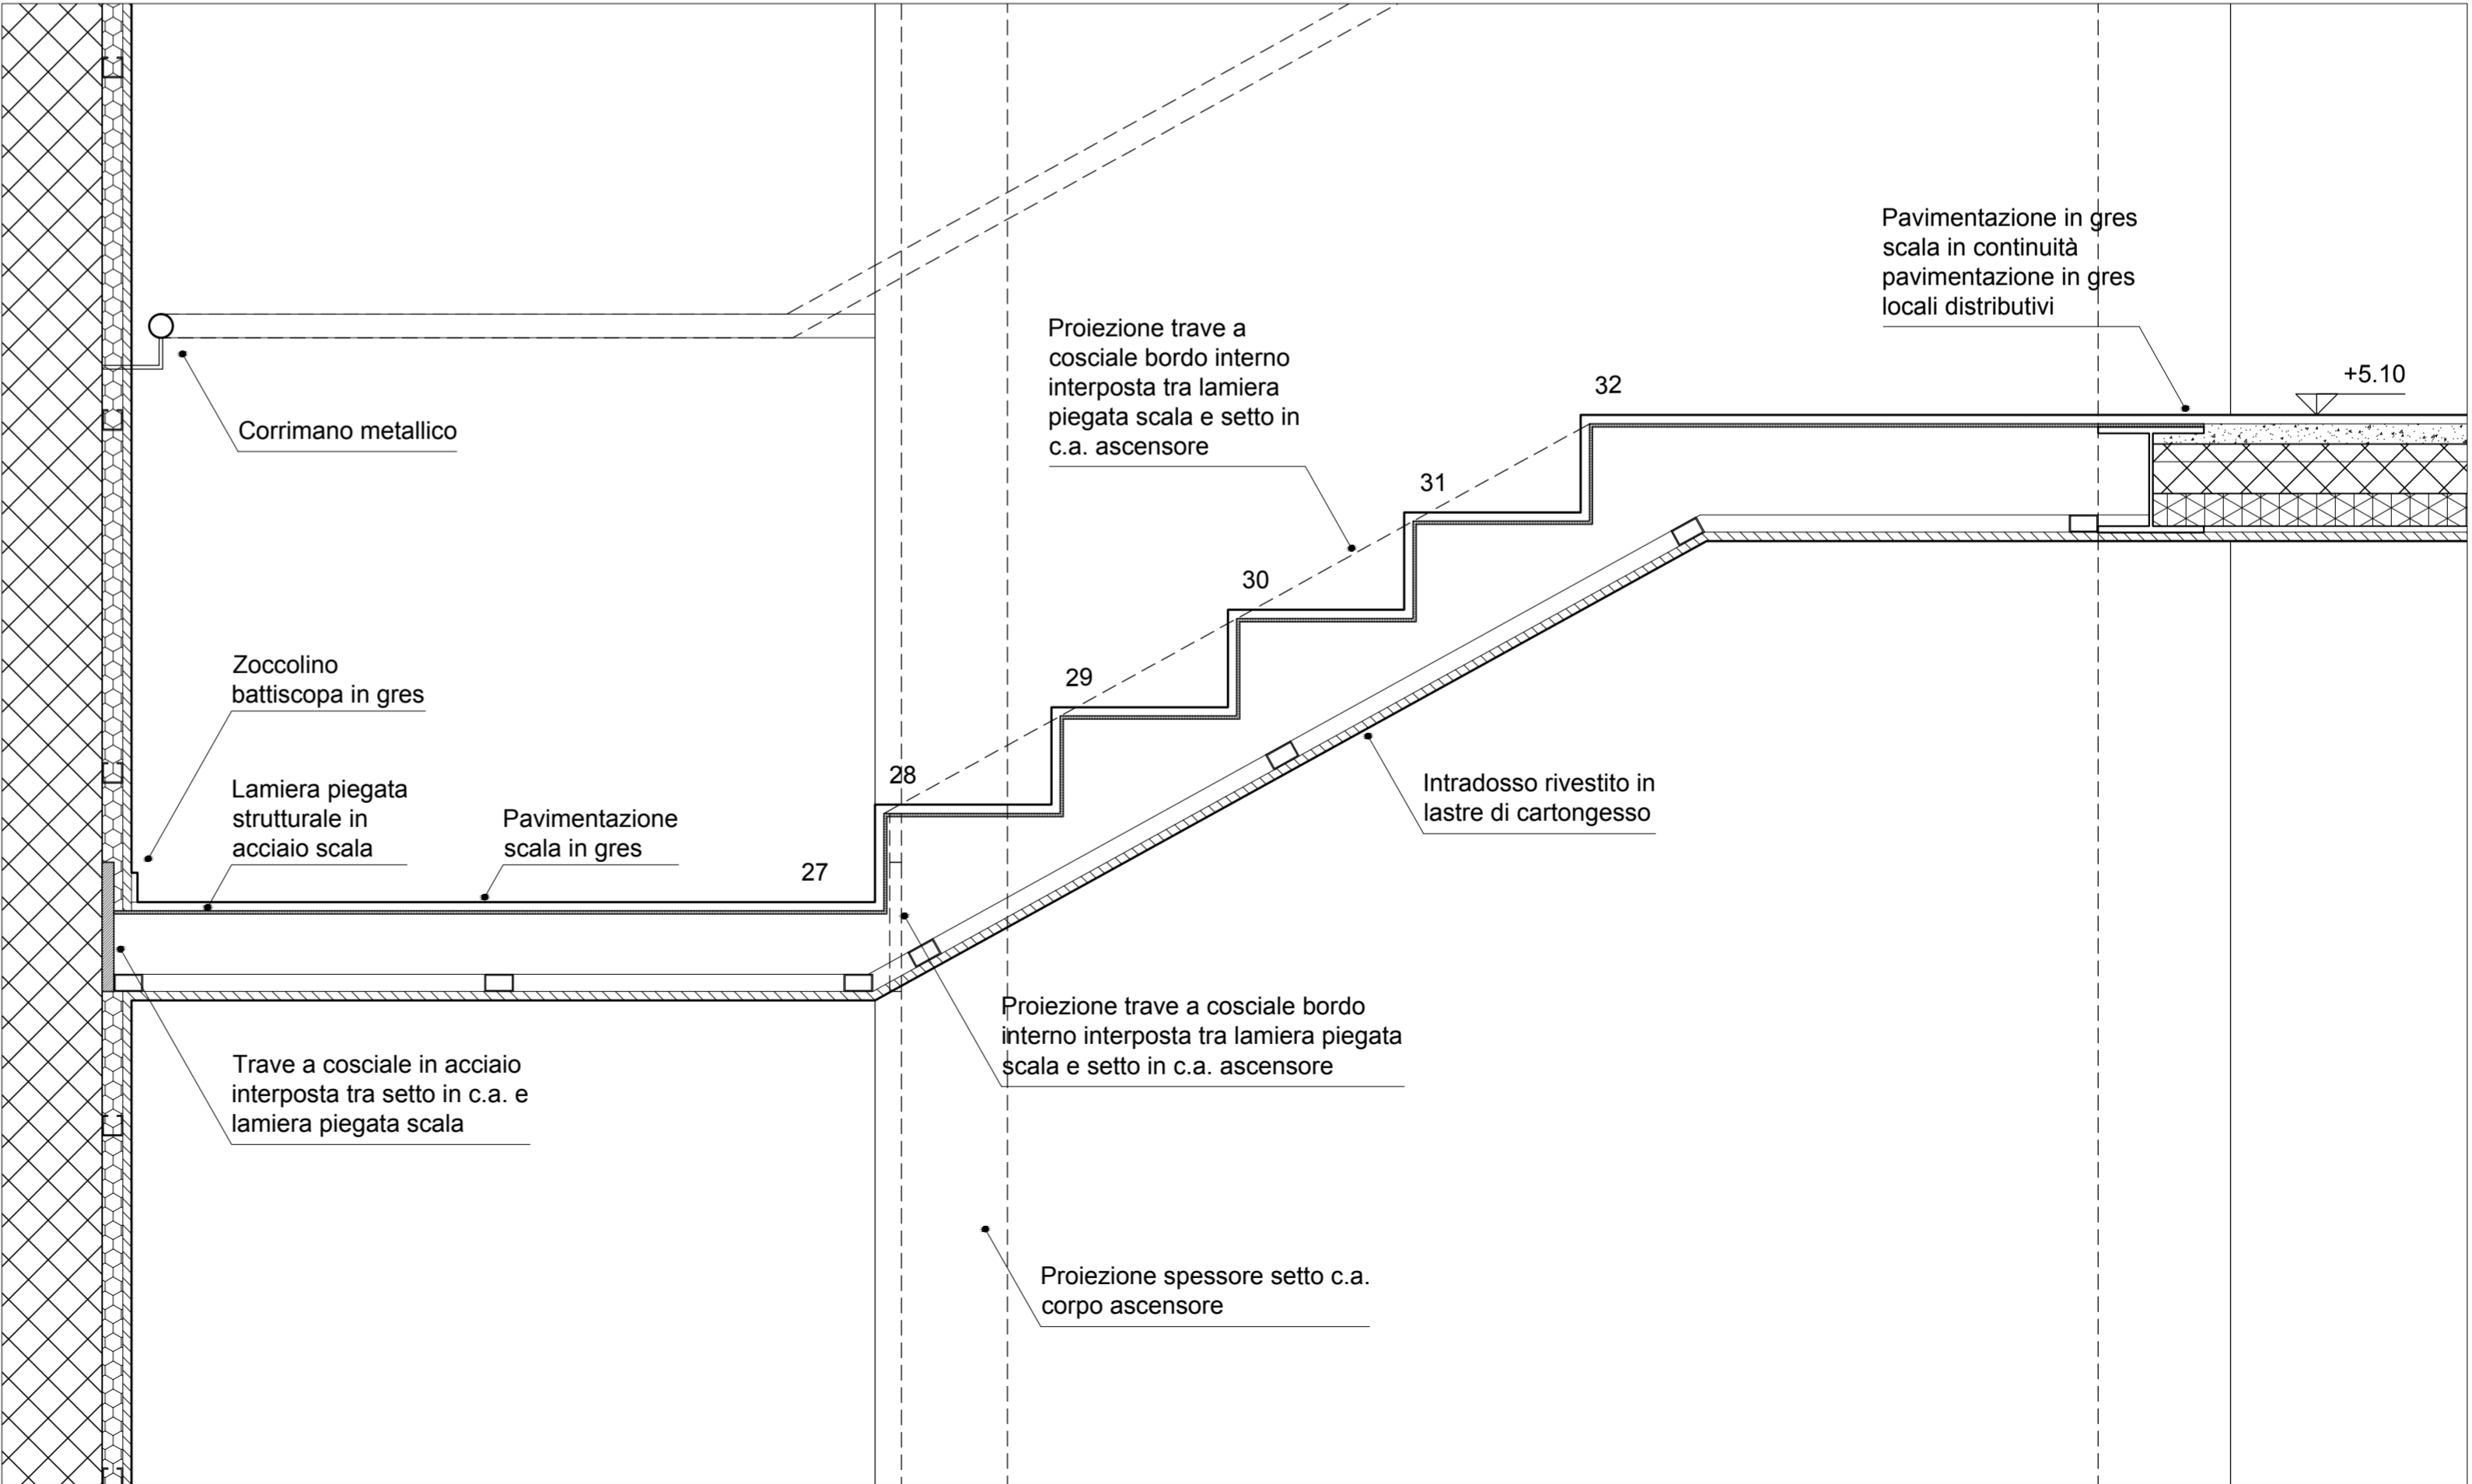 Pavimentazione in gres
scala in continuità
pavimentazione in gres
locali distributivi
Proiezione trave a
cosciale bordo interno
interposta tra lamiera
piegata scala e setto in
c.a. ascensore
+5.10
32
Corrimano metallico
31
30
Zoccolino
battiscopa in gres
29
Lamiera piegata
strutturale in
acciaio scala
Pavimentazione
scala in gres
28
Intradosso rivestito in
lastre di cartongesso
27
Proiezione trave a cosciale bordo
interno interposta tra lamiera piegata
scala e setto in c.a. ascensore
Trave a cosciale in acciaio
interposta tra setto in c.a. e
lamiera piegata scala
Proiezione spessore setto c.a.
corpo ascensore